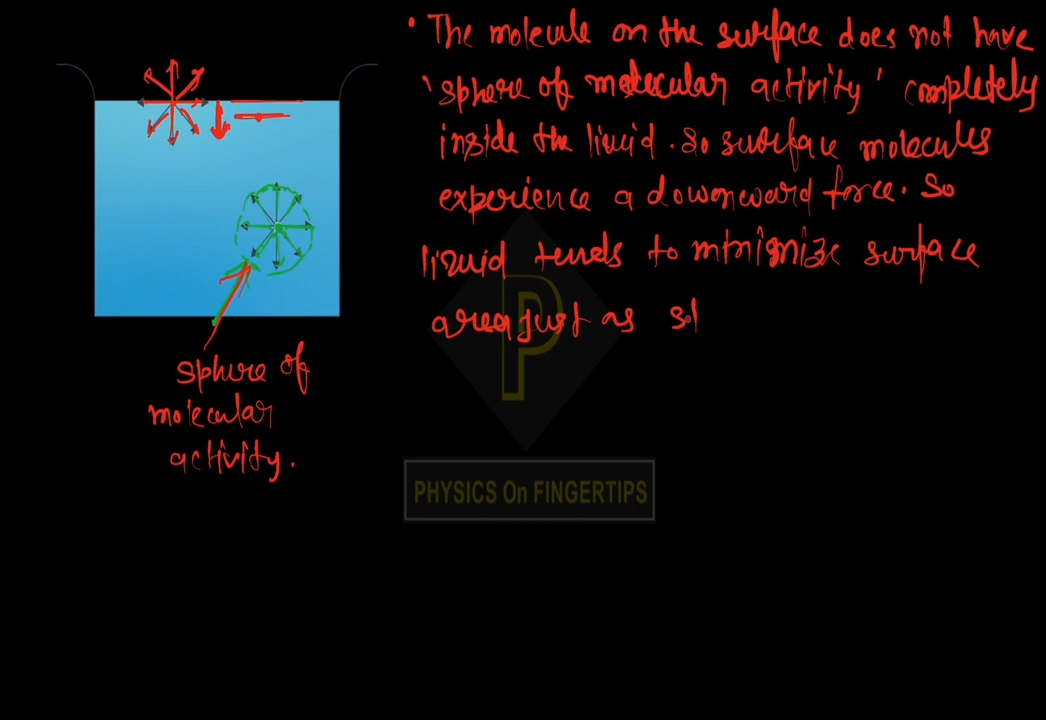 • The molecule on the surface does not have
'sphere of molecular activity' completely
inside the liquid. so surface molecules
experience a downward force. So
liquid tends to minimize surface
area just as
sphere of
molecular
activity.
P
PHYSICS On FINGERTIPS